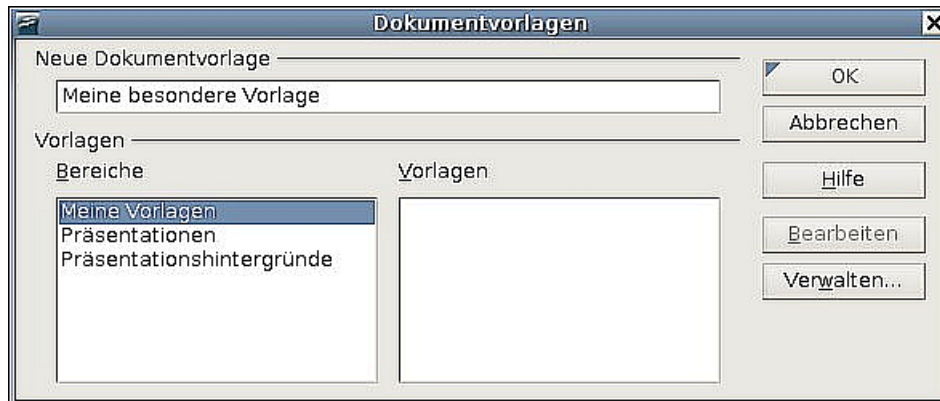 Dokumentvorlagen
Neue Dokumentvorlage
Meine besondere Vorlage
Vorlagen
Bereiche
Vorlagen
Meine Vorlagen
Präsentationen
Präsentationshintergründe
OK
Abbrechen
Hilfe
Bearbeiten
Verwalten...